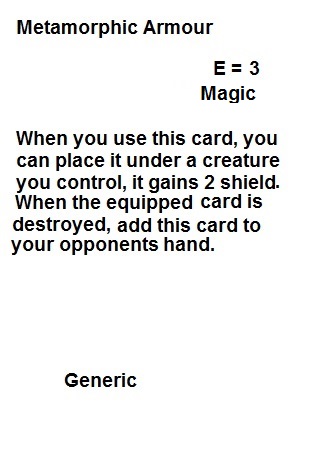 Metamorphic Armour
E = 3
Magic
When you use this card, you
can place it under a creature
you control, it gains 2 shield.
When the equipped card is
destroyed, add this card to
your opponents hand.
Generic